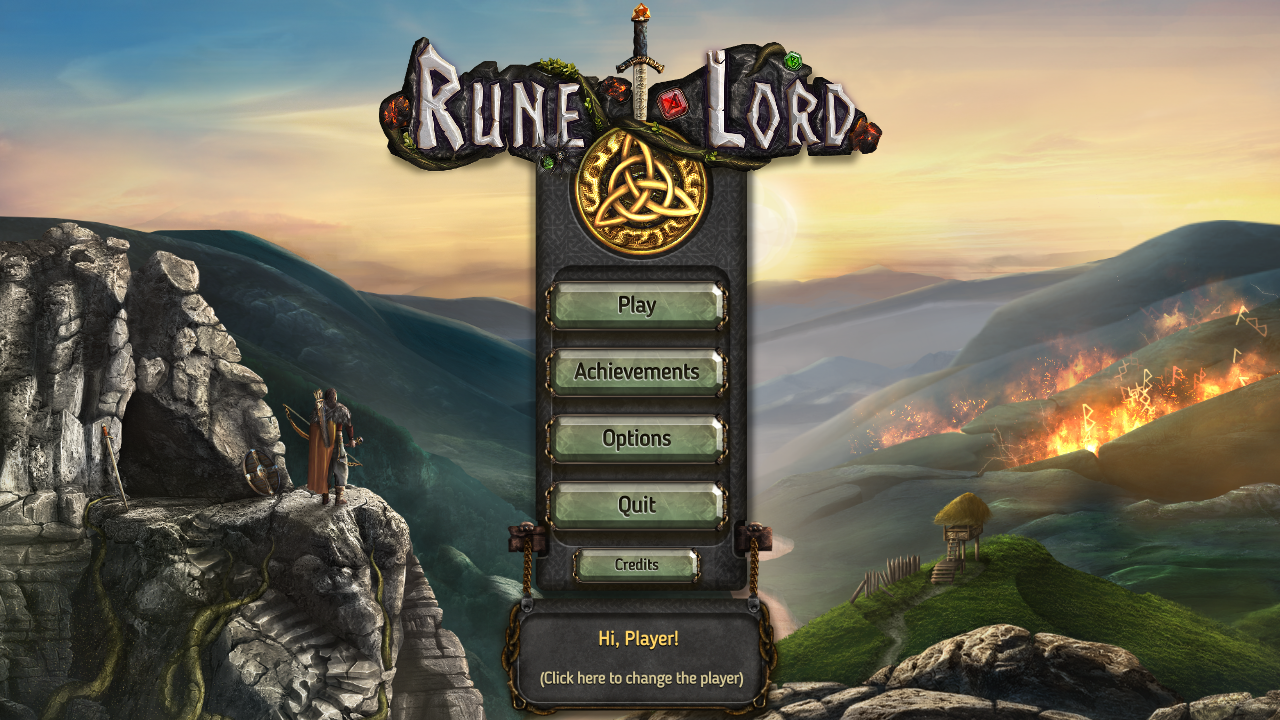 Rune Lord
Play
Achievements
Options
Quit
Credits
Hi, Player!
(Click here to change the player)